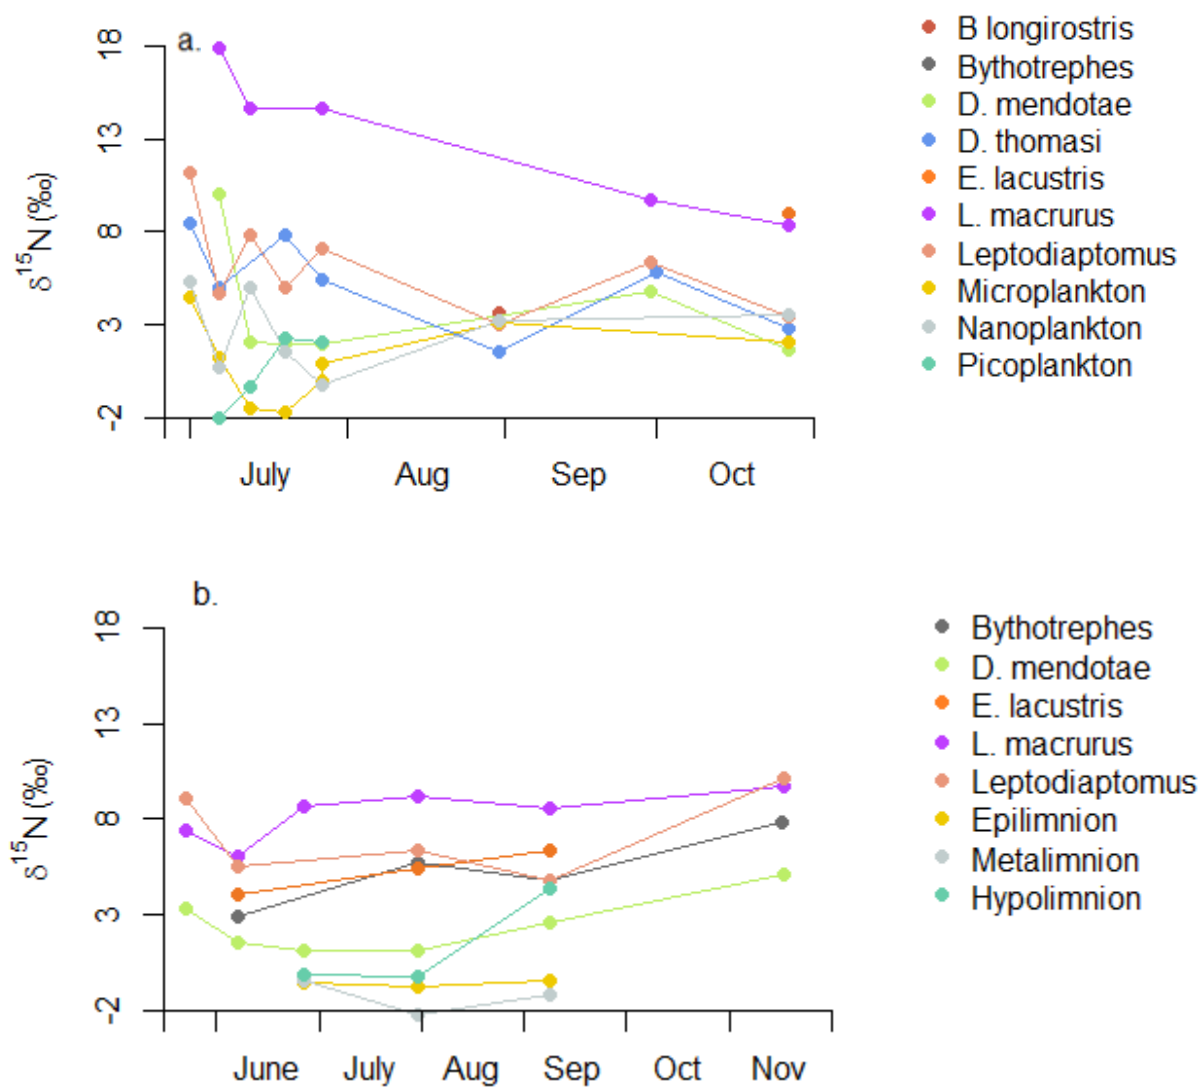 a.
18
13
8
3
-2
δ¹⁵N (‰)
July Aug Sep Oct
B longirostris
Bythotrephes
D. mendotae
D. thomasi
E. lacustris
L. macrurus
Leptodiaptomus
Microplankton
Nanoplankton
Picoplankton
b.
18
13
8
3
-2
δ¹⁵N (‰)
June July Aug Sep Oct Nov
Bythotrephes
D. mendotae
E. lacustris
L. macrurus
Leptodiaptomus
Epilimnion
Metalimnion
Hypolimnion